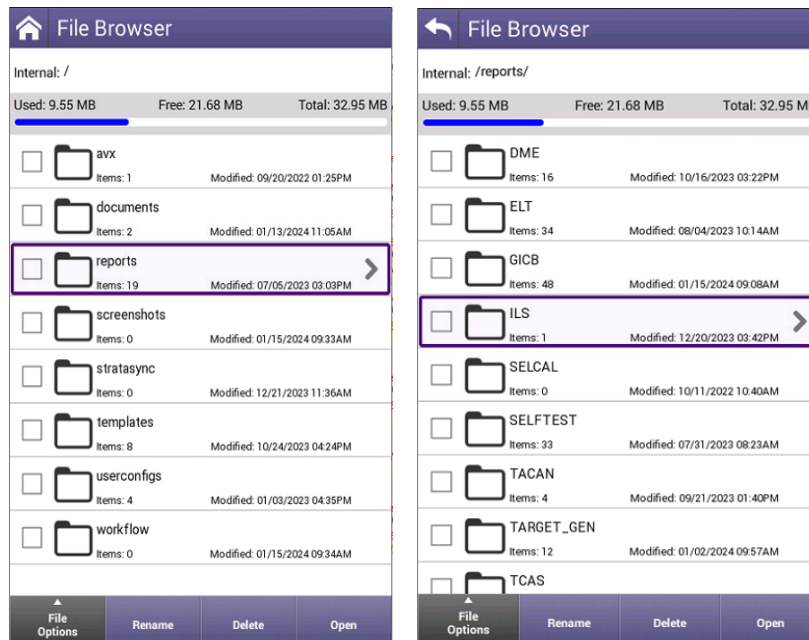 File Browser
Internal: /
Used: 9.55 MB Free: 21.68 MB Total: 32.95 MB
avx
Items: 1 Modified: 09/20/2022 01:25PM
documents
Items: 2 Modified: 01/13/2024 11:05AM
reports
Items: 19 Modified: 07/05/2023 03:03PM
screenshots
Items: 0 Modified: 01/15/2024 09:33AM
stratasync
Items: 0 Modified: 12/21/2023 11:36AM
templates
Items: 8 Modified: 10/24/2023 04:24PM
userconfigs
Items: 4 Modified: 01/03/2023 04:35PM
workflow
Items: 0 Modified: 01/15/2024 09:34AM
File
Options Rename Delete Open
File Browser
Internal: /reports/
Used: 9.55 MB Free: 21.68 MB Total: 32.95 M
DME
Items: 16 Modified: 10/16/2023 03:22PM
ELT
Items: 34 Modified: 08/04/2023 10:14AM
GICB
Items: 48 Modified: 01/15/2024 09:08AM
ILS
Items: 1 Modified: 12/20/2023 03:42PM
SELCAL
Items: 0 Modified: 10/11/2022 10:40AM
SELFTEST
Items: 33 Modified: 07/31/2023 08:23AM
TACAN
Items: 4 Modified: 09/21/2023 01:40PM
TARGET_GEN
Items: 12 Modified: 01/02/2024 09:57AM
TCAS
File
Options Rename Delete Open